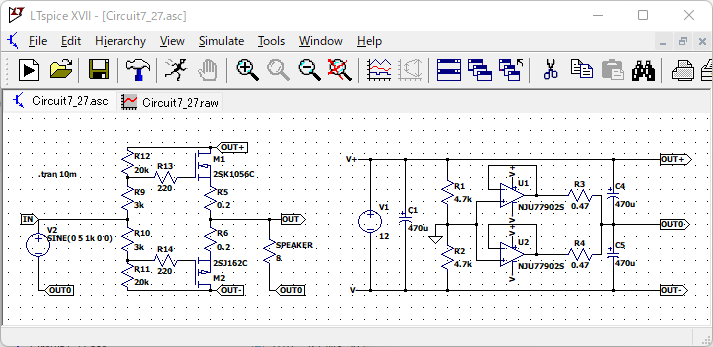 LTspice XVII - [Circuit7_27.asc]
File Edit Hierarchy View Simulate Tools Window Help
Circuit7_27.asc Circuit7_27.raw
.tran 10m
R12
20k
R13
220
OUT+
M1
2SK1056C
R9
3k
R5
0.2
IN
V2
SINE(0 5 1k 0 0)
R10
3k
R6
0.2
OUT
SPEAKER
8
R14
220
2SJ162C
M2
R11
20k
OUT0
OUT-
OUT0
V+
V1
12
C1
470u
R1
4.7k
R2
4.7k
V+
U1
NJU77902S
V-
V+
U2
NJU77902S
V-
R3
0.47
R4
0.47
C4
470u
C5
470u
OUT+
OUT0
OUT-
V-